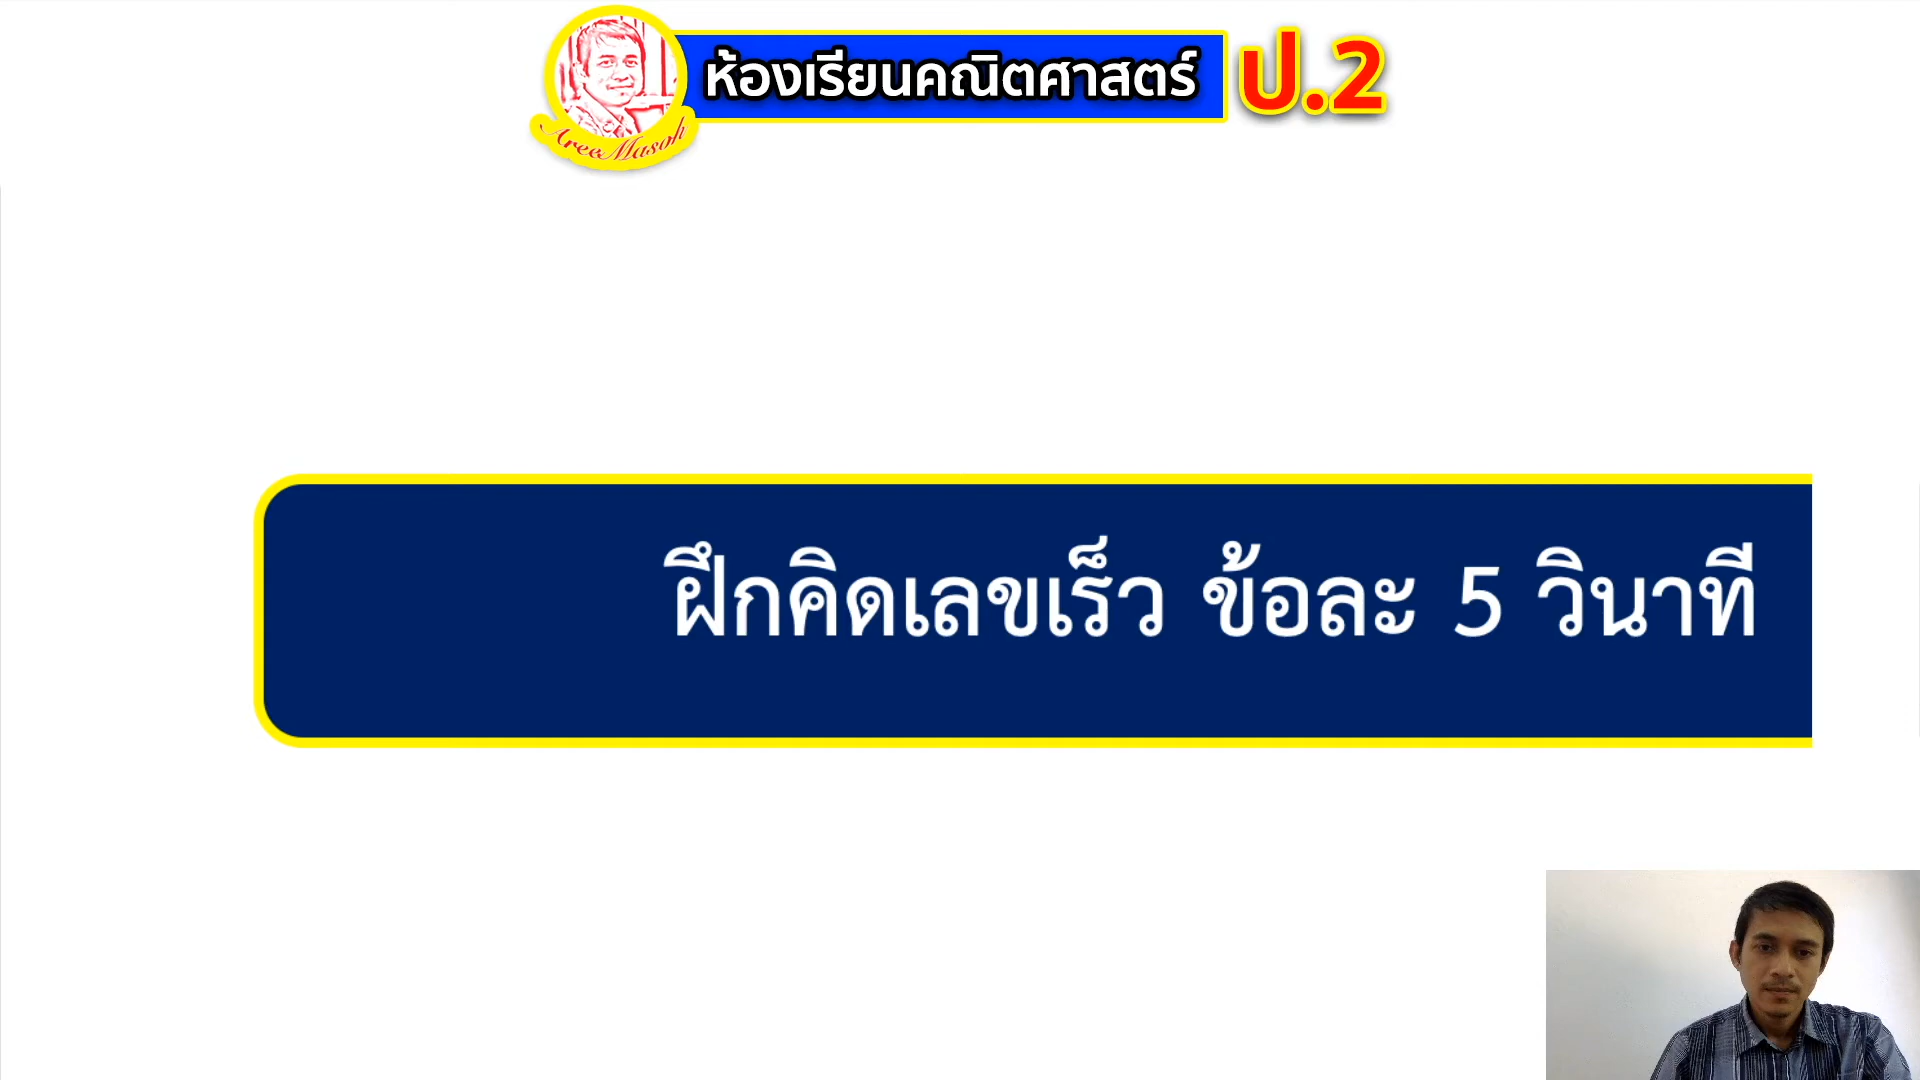 ห้องเรียนคณิตศาสตร์ ป.2
AreeMasoh
ฝึกคิดเลขเร็ว ข้อละ 5 วินาที